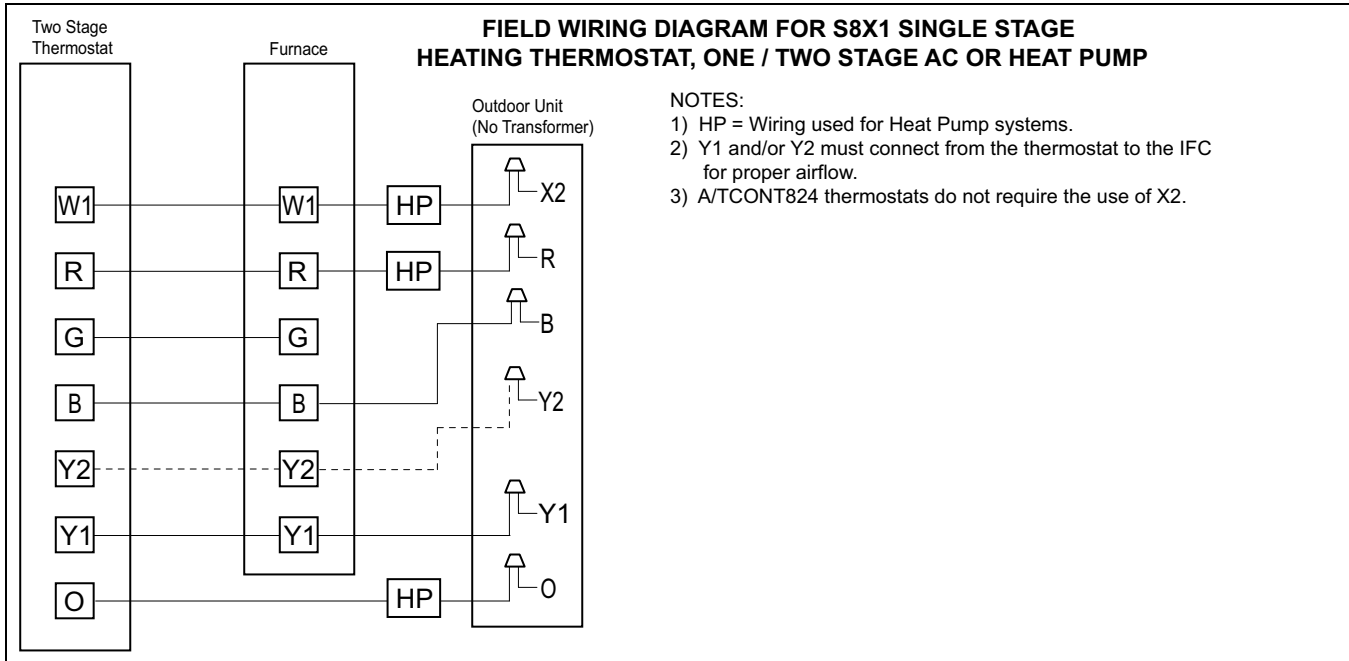 Two Stage
Thermostat
Furnace
FIELD WIRING DIAGRAM FOR S8X1 SINGLE STAGE
HEATING THERMOSTAT, ONE / TWO STAGE AC OR HEAT PUMP
Outdoor Unit
(No Transformer)
NOTES:
1) HP = Wiring used for Heat Pump systems.
2) Y1 and/or Y2 must connect from the thermostat to the IFC
for proper airflow.
3) A/TCONT824 thermostats do not require the use of X2.
W1 W1 HP X2
R R HP R
G G
B B B
Y2 Y2 Y2
Y1 Y1 Y1
O HP O